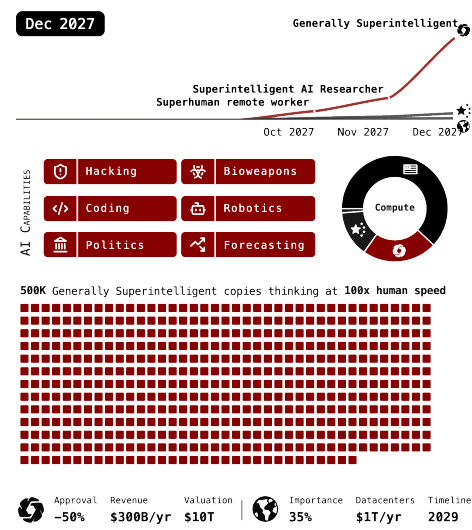 Dec 2027
Generally Superintelligent
Superintelligent AI Researcher
Superhuman remote worker
Oct 2027 Nov 2027 Dec 2027
AI Capabilities
Hacking Bioweapons
Coding Robotics
Politics Forecasting
Compute
500K Generally Superintelligent copies thinking at 100x human speed
Approval Revenue Valuation Importance Datacenters Timeline
-50% $300B/yr $10T 35% $1T/yr 2029